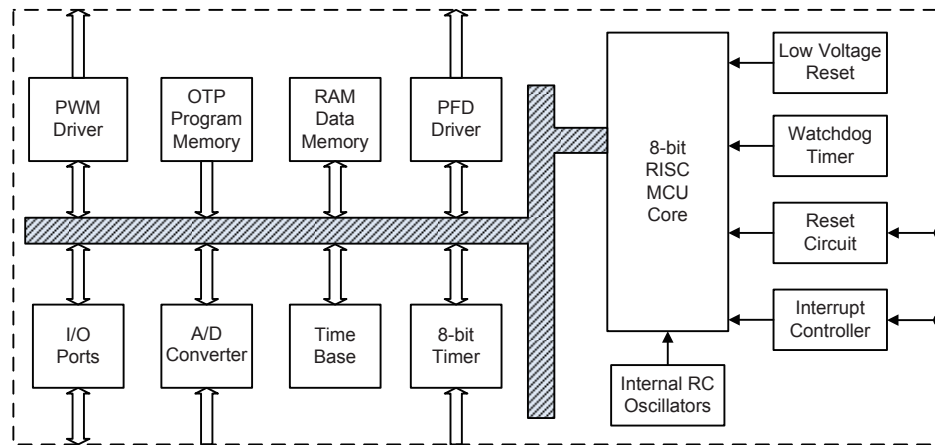 PWM
Driver
OTP
Program
Memory
RAM
Data
Memory
PFD
Driver
8-bit
RISC
MCU
Core
Low Voltage
Reset
Watchdog
Timer
Reset
Circuit
Interrupt
Controller
I/O
Ports
A/D
Converter
Time
Base
8-bit
Timer
Internal RC
Oscillators